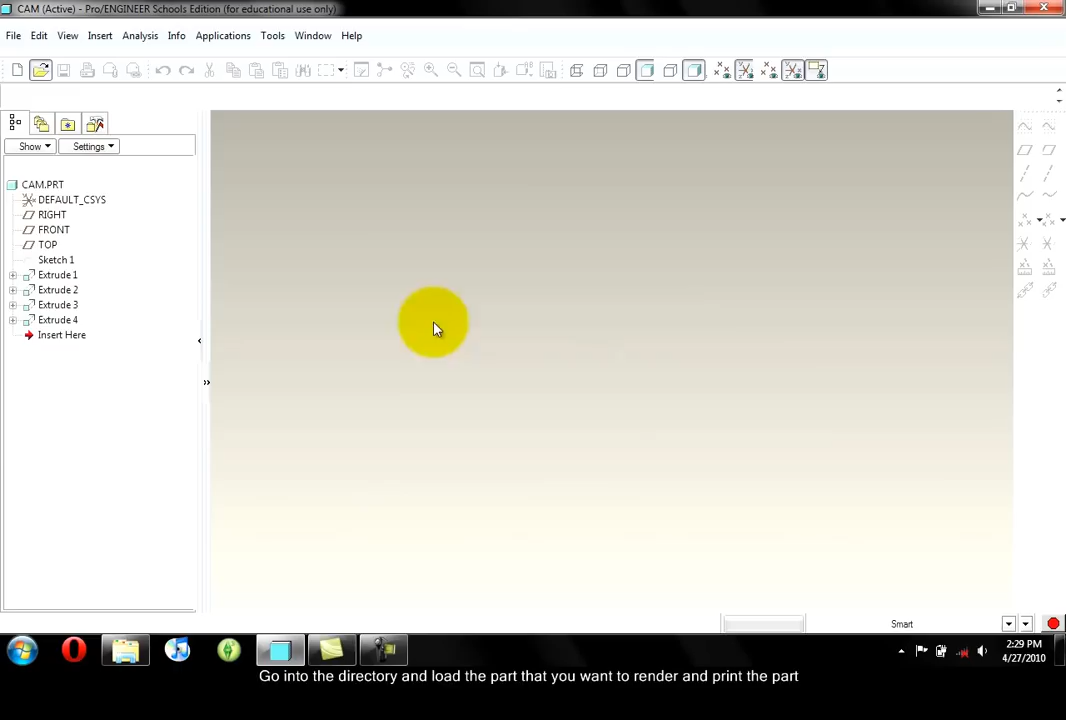 CAM (Active) - Pro/ENGINEER Schools Edition (for educational use only)
File Edit View Insert Analysis Info Applications Tools Window Help
Show Settings
CAM.PRT
DEFAULT_CSYS
RIGHT
FRONT
TOP
Sketch 1
Extrude 1
Extrude 2
Extrude 3
Extrude 4
Insert Here
Smart
2:29 PM
4/27/2010
Go into the directory and load the part that you want to render and print the part